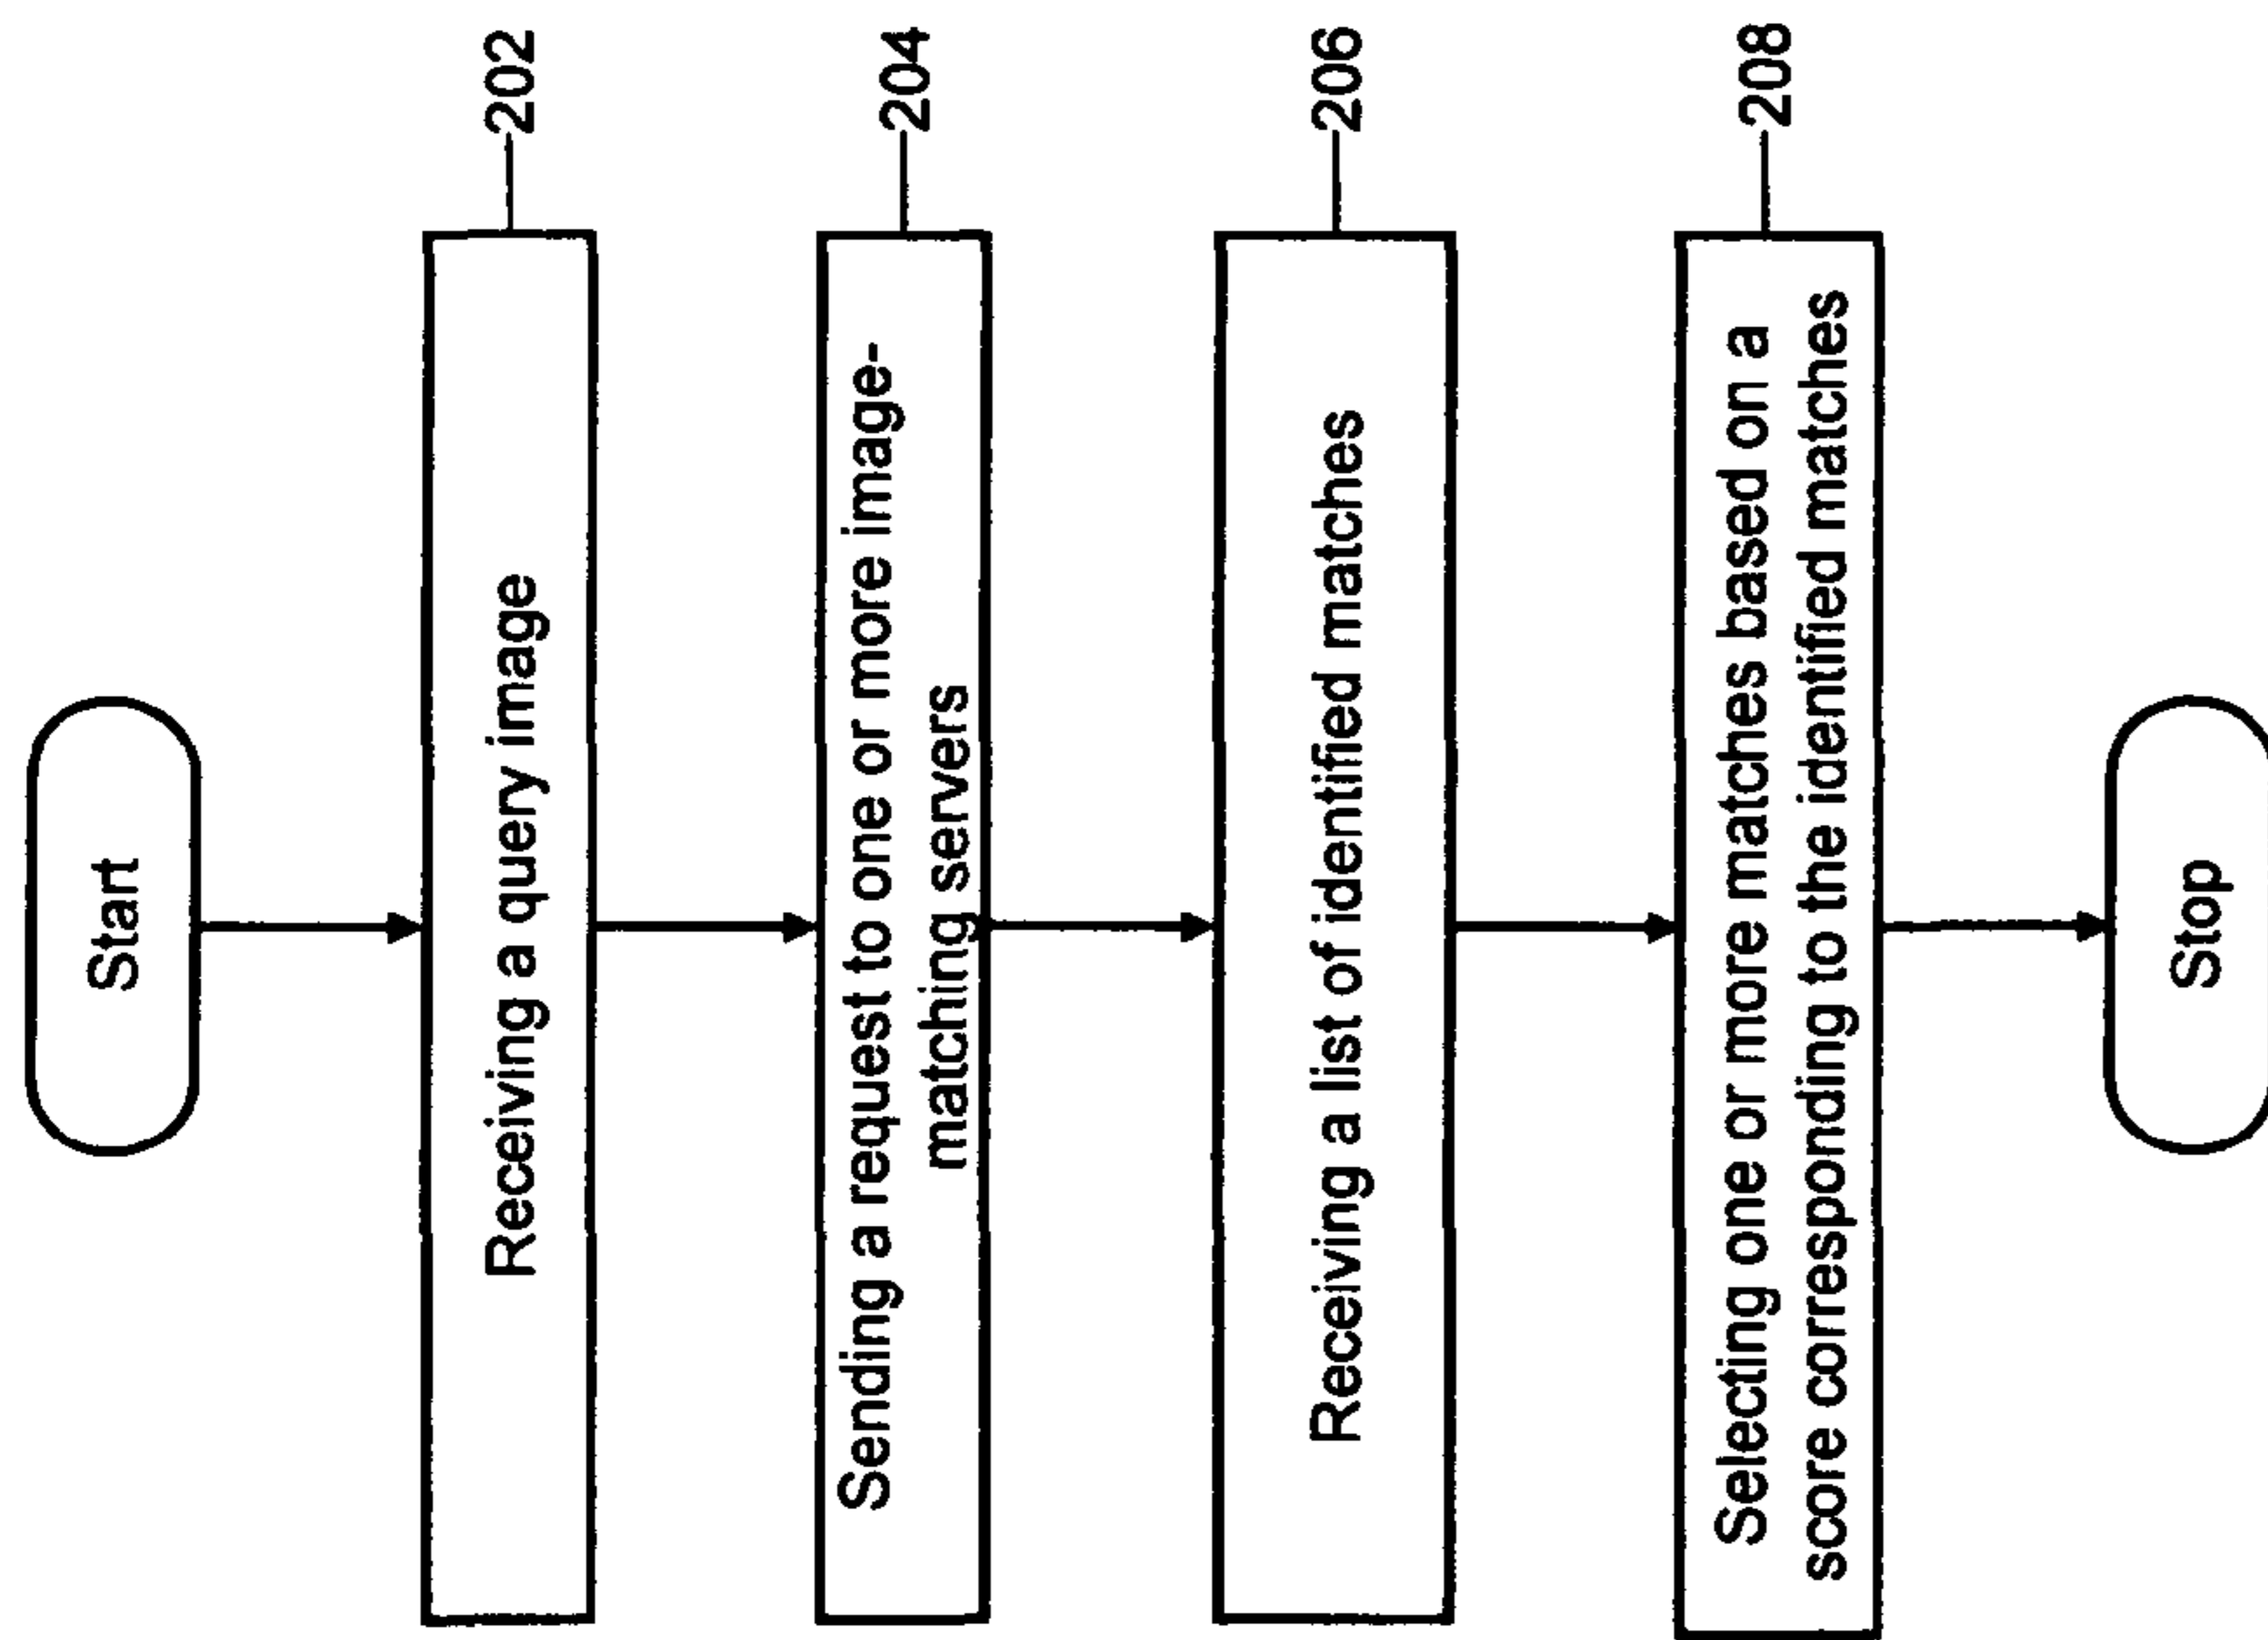 Start
Receiving a query image
202
Sending a request to one or more image-
matching servers
204
Receiving a list of identified matches
206
Selecting one or more matches based on a
score corresponding to the identified matches
208
Stop